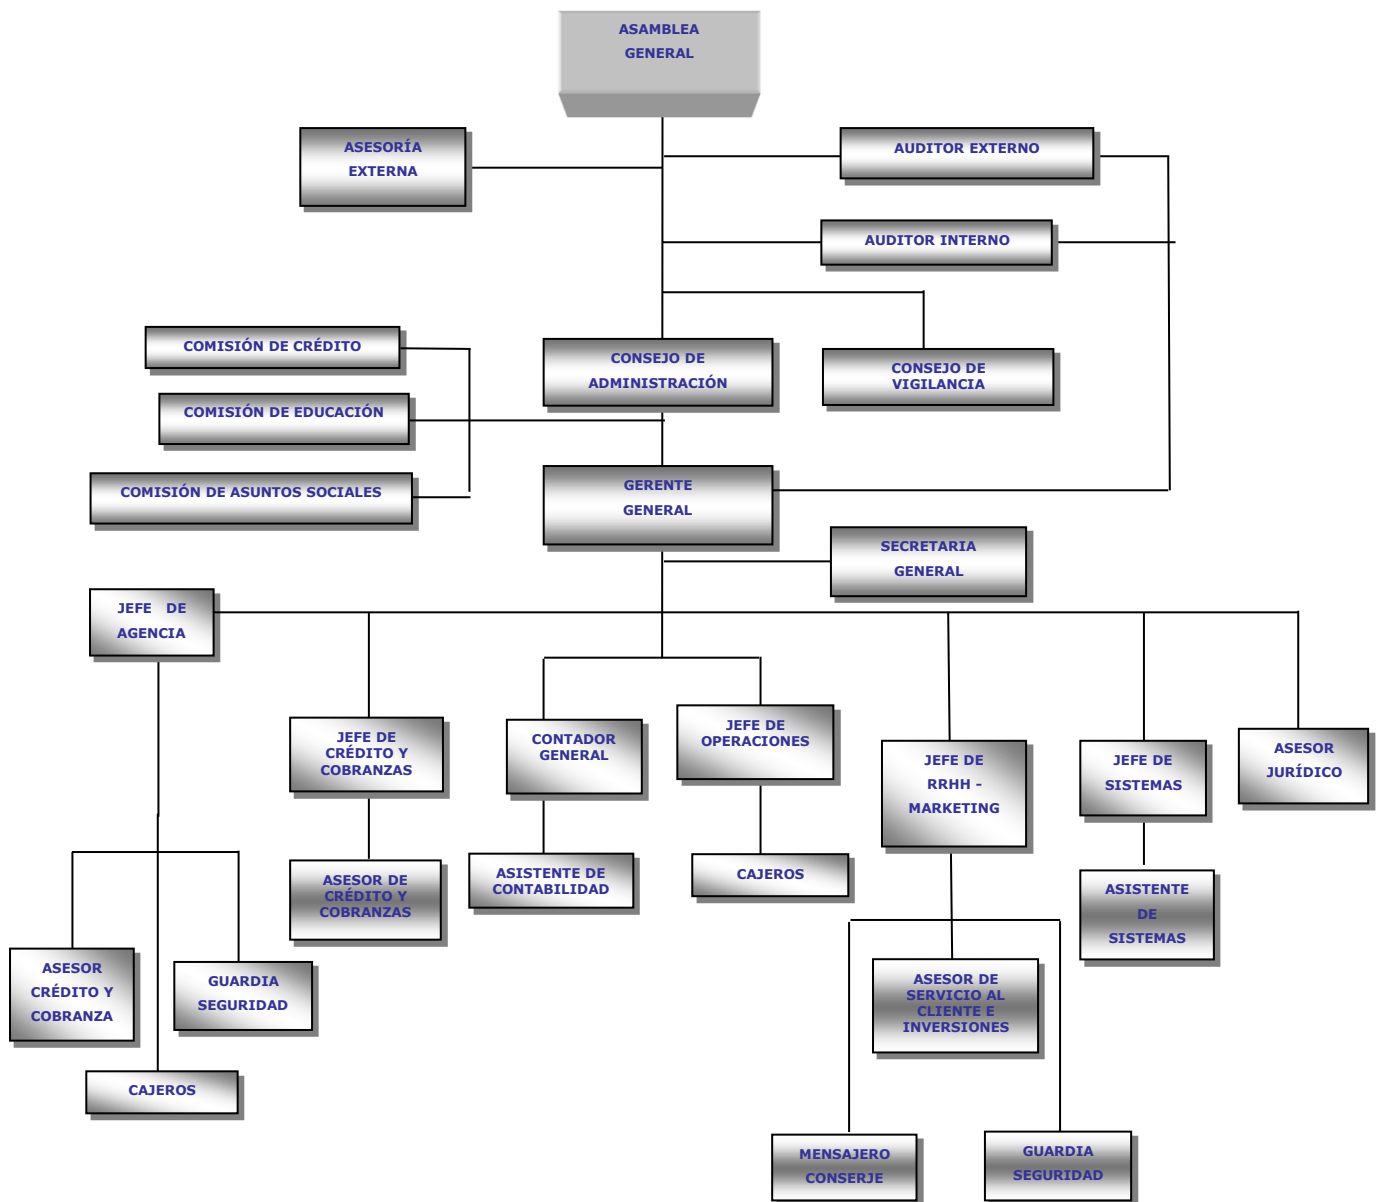 ASAMBLEA
GENERAL
ASESORÍA
EXTERNA
AUDITOR EXTERNO
AUDITOR INTERNO
COMISIÓN DE CRÉDITO
CONSEJO DE
ADMINISTRACIÓN
CONSEJO DE
VIGILANCIA
COMISIÓN DE EDUCACIÓN
COMISIÓN DE ASUNTOS SOCIALES
GERENTE
GENERAL
SECRETARIA
GENERAL
JEFE DE
AGENCIA
JEFE DE
CRÉDITO Y
COBRANZAS
CONTADOR
GENERAL
JEFE DE
OPERACIONES
JEFE DE
RRHH -
MARKETING
JEFE DE
SISTEMAS
ASESOR
JURÍDICO
ASESOR DE
CRÉDITO Y
COBRANZAS
ASISTENTE DE
CONTABILIDAD
CAJEROS
ASISTENTE
DE
SISTEMAS
ASESOR
CRÉDITO Y
COBRANZA
GUARDIA
SEGURIDAD
ASESOR DE
SERVICIO AL
CLIENTE E
INVERSIONES
CAJEROS
MENSAJERO
CONSERJE
GUARDIA
SEGURIDAD